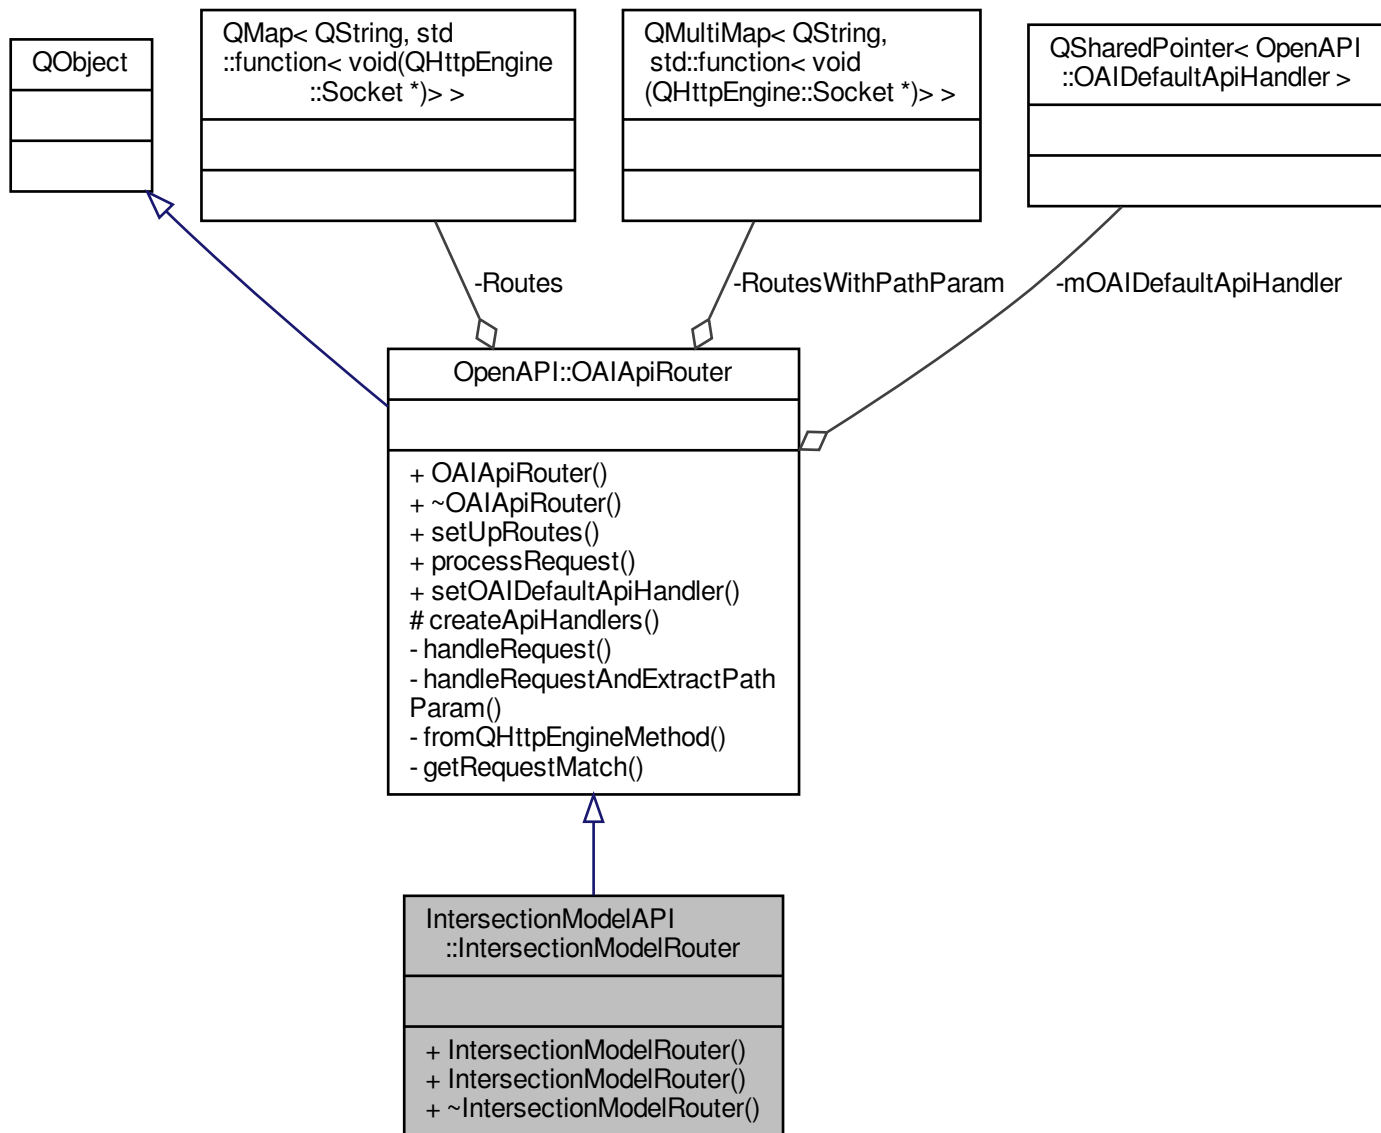 QObject
QMap< QString, std
::function< void(QHttpEngine
::Socket *)> >
QMultiMap< QString,
std::function< void
(QHttpEngine::Socket *)> >
QSharedPointer< OpenAPI
::OAIDefaultApiHandler >
-Routes
-RoutesWithPathParam
-mOAIDefaultApiHandler
OpenAPI::OAIApiRouter
+ OAIApiRouter()
+ ~OAIApiRouter()
+ setUpRoutes()
+ processRequest()
+ setOAIDefaultApiHandler()
# createApiHandlers()
- handleRequest()
- handleRequestAndExtractPath
Param()
- fromQHttpEngineMethod()
- getRequestMatch()
IntersectionModelAPI
::IntersectionModelRouter
+ IntersectionModelRouter()
+ IntersectionModelRouter()
+ ~IntersectionModelRouter()